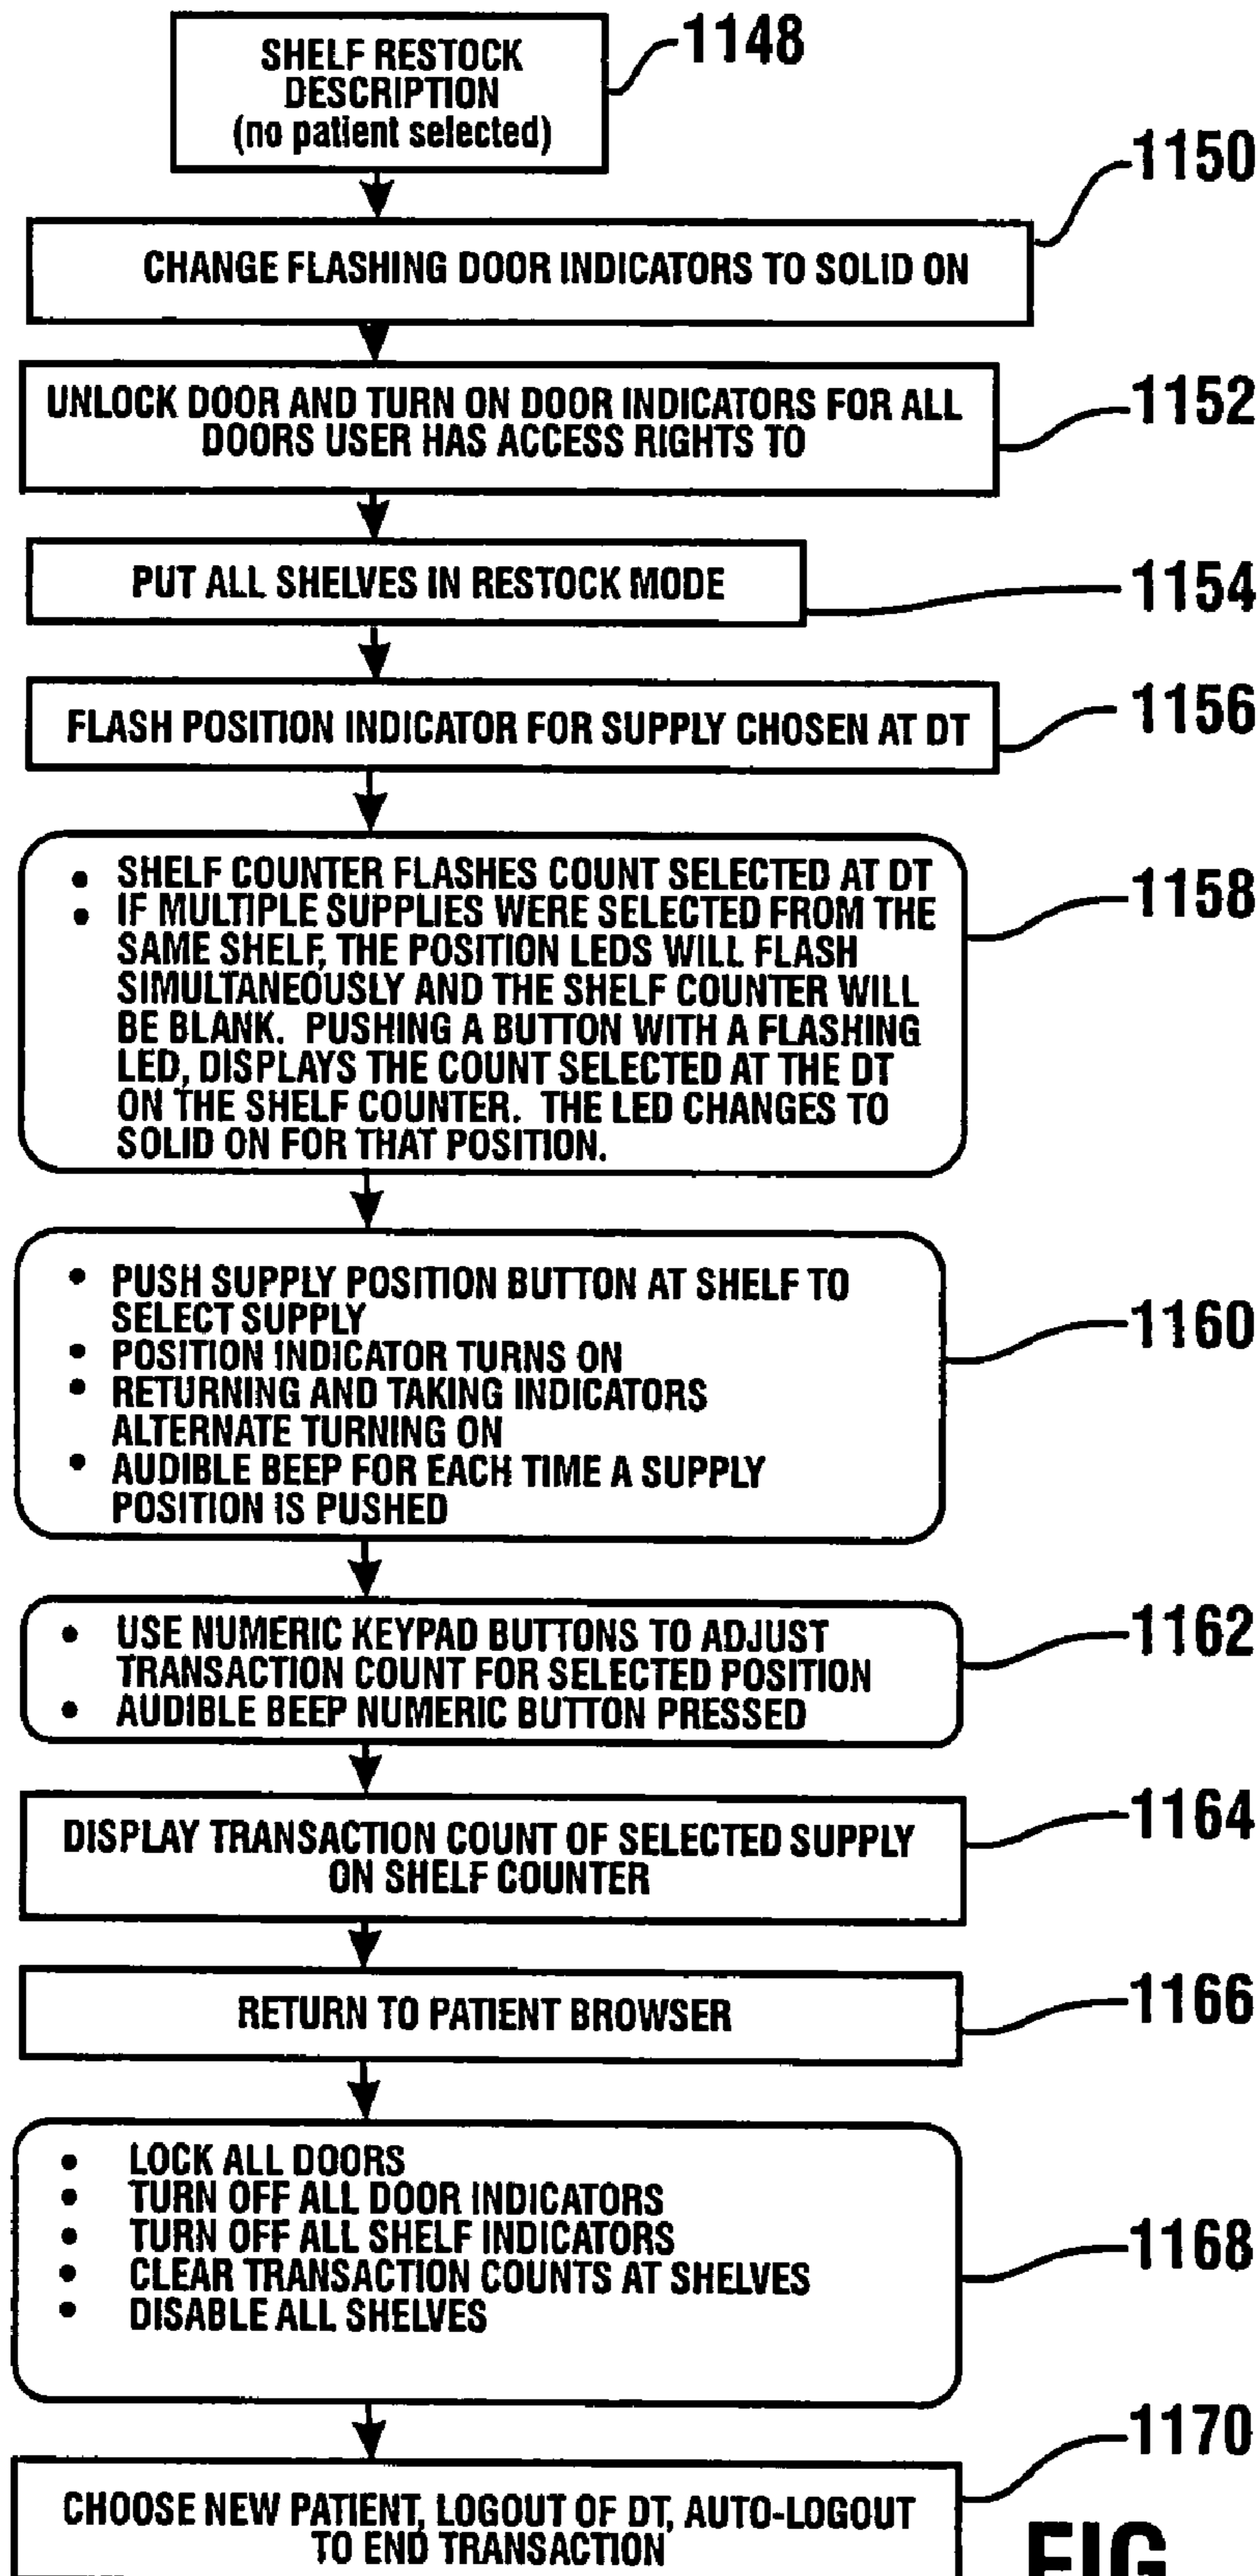 SHELF RESTOCK
DESCRIPTION
(no patient selected)
1148
1150
CHANGE FLASHING DOOR INDICATORS TO SOLID ON
UNLOCK DOOR AND TURN ON DOOR INDICATORS FOR ALL
DOORS USER HAS ACCESS RIGHTS TO
1152
PUT ALL SHELVES IN RESTOCK MODE
1154
FLASH POSITION INDICATOR FOR SUPPLY CHOSEN AT DT
1156
• SHELF COUNTER FLASHES COUNT SELECTED AT DT
• IF MULTIPLE SUPPLIES WERE SELECTED FROM THE
SAME SHELF, THE POSITION LEDS WILL FLASH
SIMULTANEOUSLY AND THE SHELF COUNTER WILL
BE BLANK. PUSHING A BUTTON WITH A FLASHING
LED, DISPLAYS THE COUNT SELECTED AT THE DT
ON THE SHELF COUNTER. THE LED CHANGES TO
SOLID ON FOR THAT POSITION.
1158
• PUSH SUPPLY POSITION BUTTON AT SHELF TO
SELECT SUPPLY
• POSITION INDICATOR TURNS ON
• RETURNING AND TAKING INDICATORS
ALTERNATE TURNING ON
• AUDIBLE BEEP FOR EACH TIME A SUPPLY
POSITION IS PUSHED
1160
• USE NUMERIC KEYPAD BUTTONS TO ADJUST
TRANSACTION COUNT FOR SELECTED POSITION
• AUDIBLE BEEP NUMERIC BUTTON PRESSED
1162
DISPLAY TRANSACTION COUNT OF SELECTED SUPPLY
ON SHELF COUNTER
1164
RETURN TO PATIENT BROWSER
1166
• LOCK ALL DOORS
• TURN OFF ALL DOOR INDICATORS
• TURN OFF ALL SHELF INDICATORS
• CLEAR TRANSACTION COUNTS AT SHELVES
• DISABLE ALL SHELVES
1168
1170
CHOOSE NEW PATIENT, LOGOUT OF DT, AUTO-LOGOUT
TO END TRANSACTION
FIG